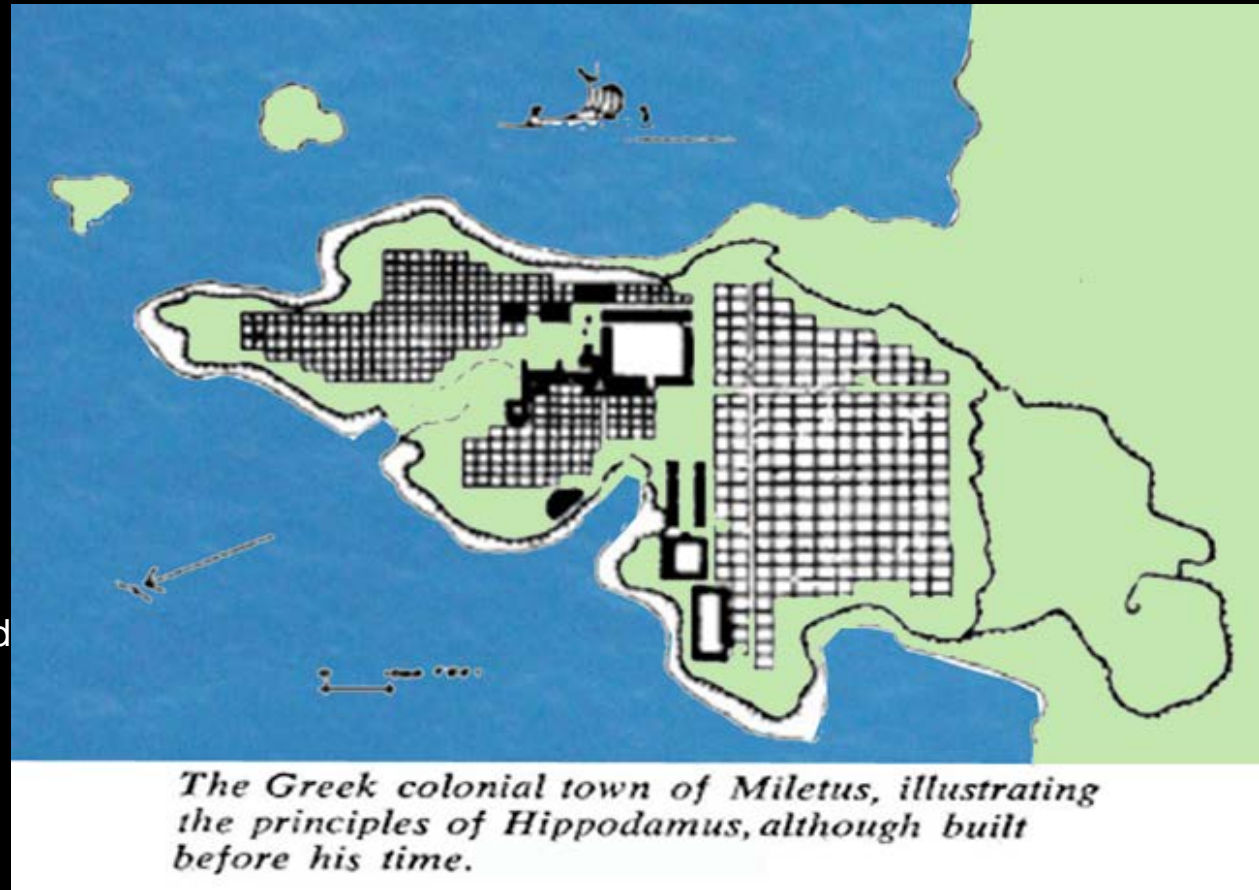 d
The Greek colonial town of Miletus, illustrating
the principles of Hippodamus, although built
before his time.